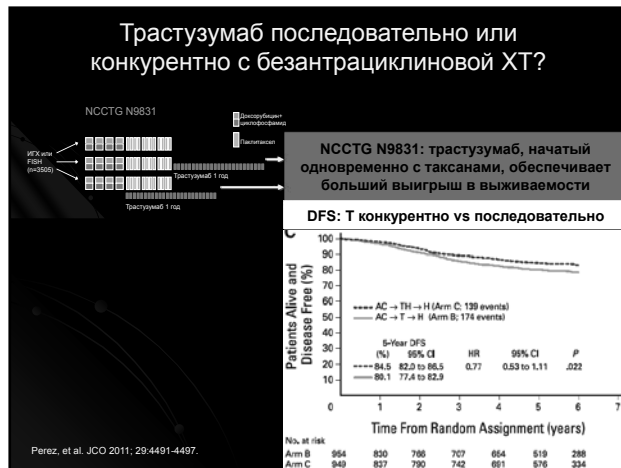 Трастузумаб последовательно или
конкурентно с безантрациклиновой ХТ?
NCCTG N9831
Доксорубицин+
циклофосфамид
Паклитаксел
ИГХ или
FISH
(n=3505)
Трастузумаб 1 год
Трастузумаб 1 год
NCCTG N9831: трастузумаб, начатый
одновременно с таксанами, обеспечивает
больший выигрыш в выживаемости
DFS: Т конкурентно vs последовательно
C
Patients Alive and
Disease Free (%)
100
90
80
70
60
50
40
30
20
10
AC → TH → H (Arm C; 139 events)
AC → T → H (Arm B; 174 events)
5-Year DFS
(%) 95% CI HR 95% CI P
84.5 82.0 to 86.5 0.77 0.53 to 1.11 .022
80.1 77.4 to 82.9
0 1 2 3 4 5 6 7
Time From Random Assignment (years)
No. at risk
Arm B 954 830 766 707 654 519 288
Arm C 949 837 790 742 691 576 334
Perez, et al. JCO 2011; 29:4491-4497.